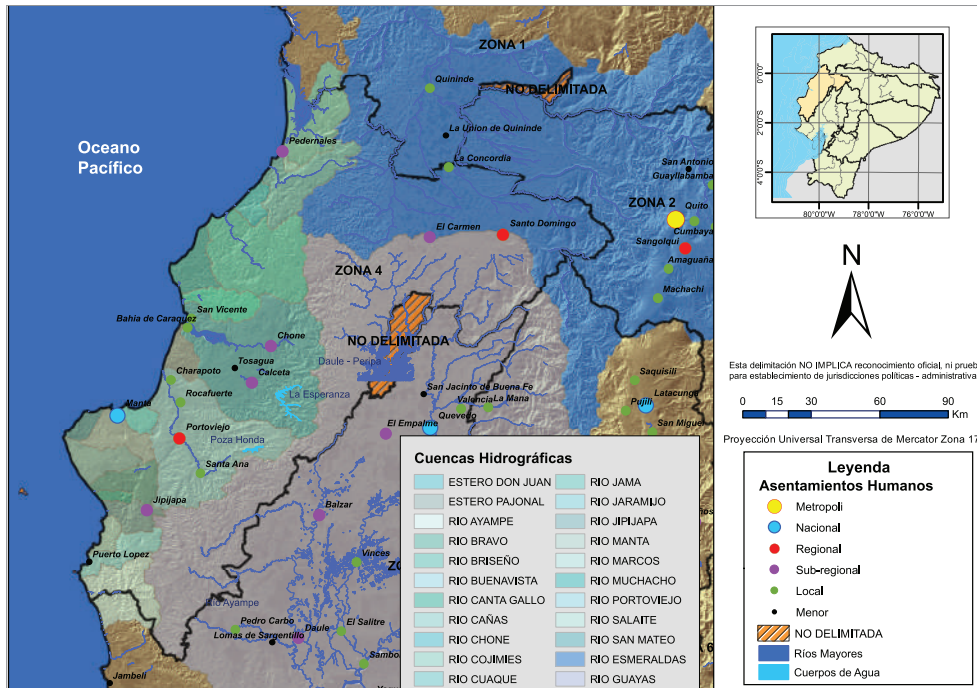 ZONA 1
Quininde
NO DELIMITADA
La Union de Quininde
Oceano
Pacífico
Pedernales
La Concordia
San Antonio
Guayllabamba
ZONA 2
Quito
Cumbaya
El Carmen
Santo Domingo
Sangolqui
Amaguaña
ZONA 4
Machachi
San Vicente
Bahia de Caraquez
NO DELIMITADA
Chone
Daule - Peripa
Tosagua
Calceta
Charapoto
Rocafuerte
La Esperanza
San Jacinto de Buena Fe
Valencia
La Mana
Quevedo
Saquisili
Latacunga
Pujili
San Miguel
Manta
Portoviejo
Poza Honda
El Empalme
Santa Ana
Jipijapa
Balzar
Puerto Lopez
Vinces
Rio Ayampe
Pedro Carbo
Lomas de Sargentillo
Daule
El Salitre
Jambeli
Cuencas Hidrográficas
ESTERO DON JUAN
ESTERO PAJONAL
RIO AYAMPE
RIO BRAVO
RIO BRISEÑO
RIO BUENAVISTA
RIO CANTA GALLO
RIO CAÑAS
RIO CHONE
RIO COJIMIES
RIO CUAQUE
RIO JAMA
RIO JARAMIJO
RIO JIPIJAPA
RIO MANTA
RIO MARCOS
RIO MUCHACHO
RIO PORTOVIEJO
RIO SALAITE
RIO SAN MATEO
RIO ESMERALDAS
RIO GUAYAS
0°0'0"
2°0'0"S
4°0'0"S
80°0'0"W
78°0'0"W
76°0'0"W
N
Esta delimitación NO IMPLICA reconocimiento oficial, ni prueb
para establecimiento de jurisdicciones políticas - administrativa
0 15 30 60 90
Km
Proyección Universal Transversa de Mercator Zona 17
Leyenda
Asentamientos Humanos
Metropoli
Nacional
Regional
Sub-regional
Local
Menor
NO DELIMITADA
Ríos Mayores
Cuerpos de Agua